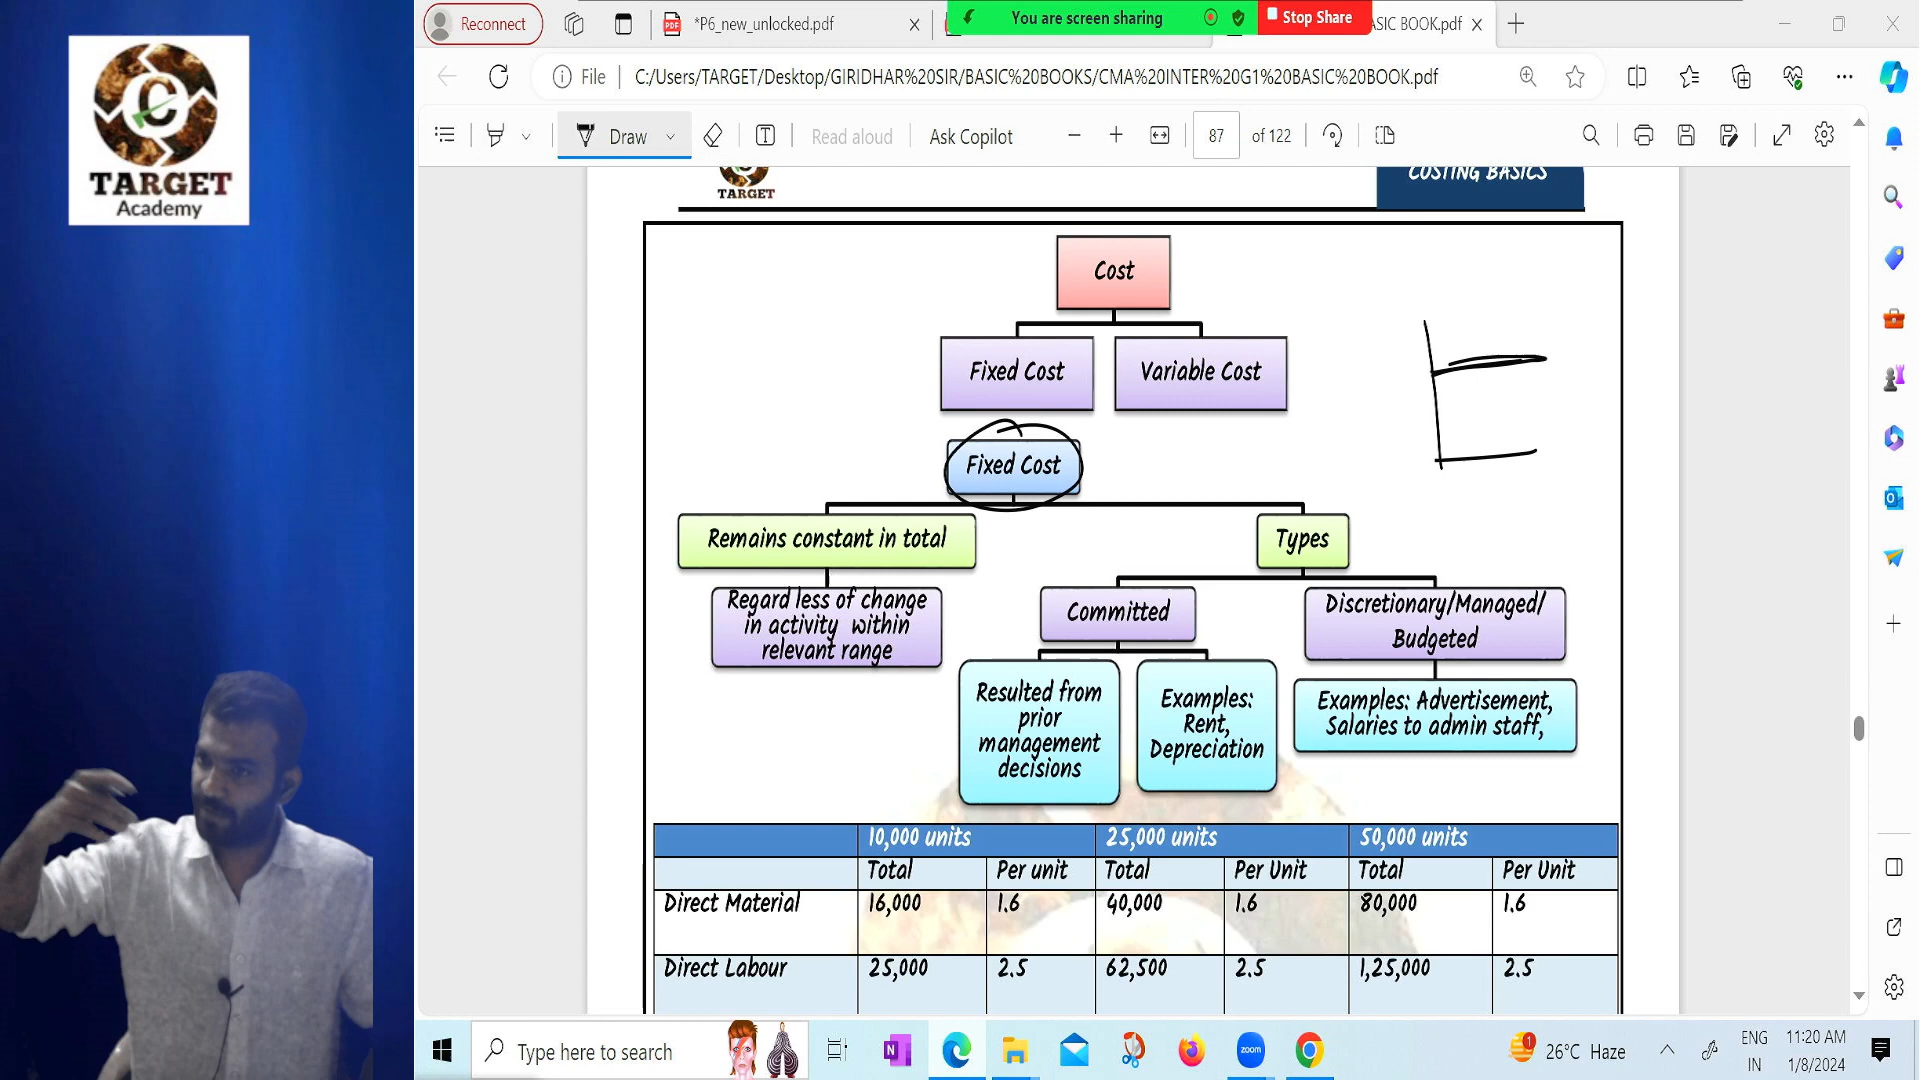 TARGET
Academy
Reconnect
*P6_new_unlocked.pdf
You are screen sharing
Stop Share
ASIC BOOK.pdf
File
C:/Users/TARGET/Desktop/GIRIDHAR%20SIR/BASIC%20BOOKS/CMA%20INTER%20G1%20BASIC%20BOOK.pdf
Draw
Read aloud
Ask Copilot
87
of 122
TARGET
COSTING BASICS
Cost
Fixed Cost
Variable Cost
Fixed Cost
Remains constant in total
Types
Regard less of change
in activity within
relevant range
Committed
Discretionary/Managed/
Budgeted
Resulted from
prior
management
decisions
Examples:
Rent,
Depreciation
Examples: Advertisement,
Salaries to admin staff,
10,000 units 25,000 units 50,000 units
Total Per unit Total Per Unit Total Per Unit
Direct Material 16,000 1.6 40,000 1.6 80,000 1.6
Direct Labour 25,000 2.5 62,500 2.5 1,25,000 2.5
Type here to search
zoom
1
26°C Haze
ENG
IN
11:20 AM
1/8/2024